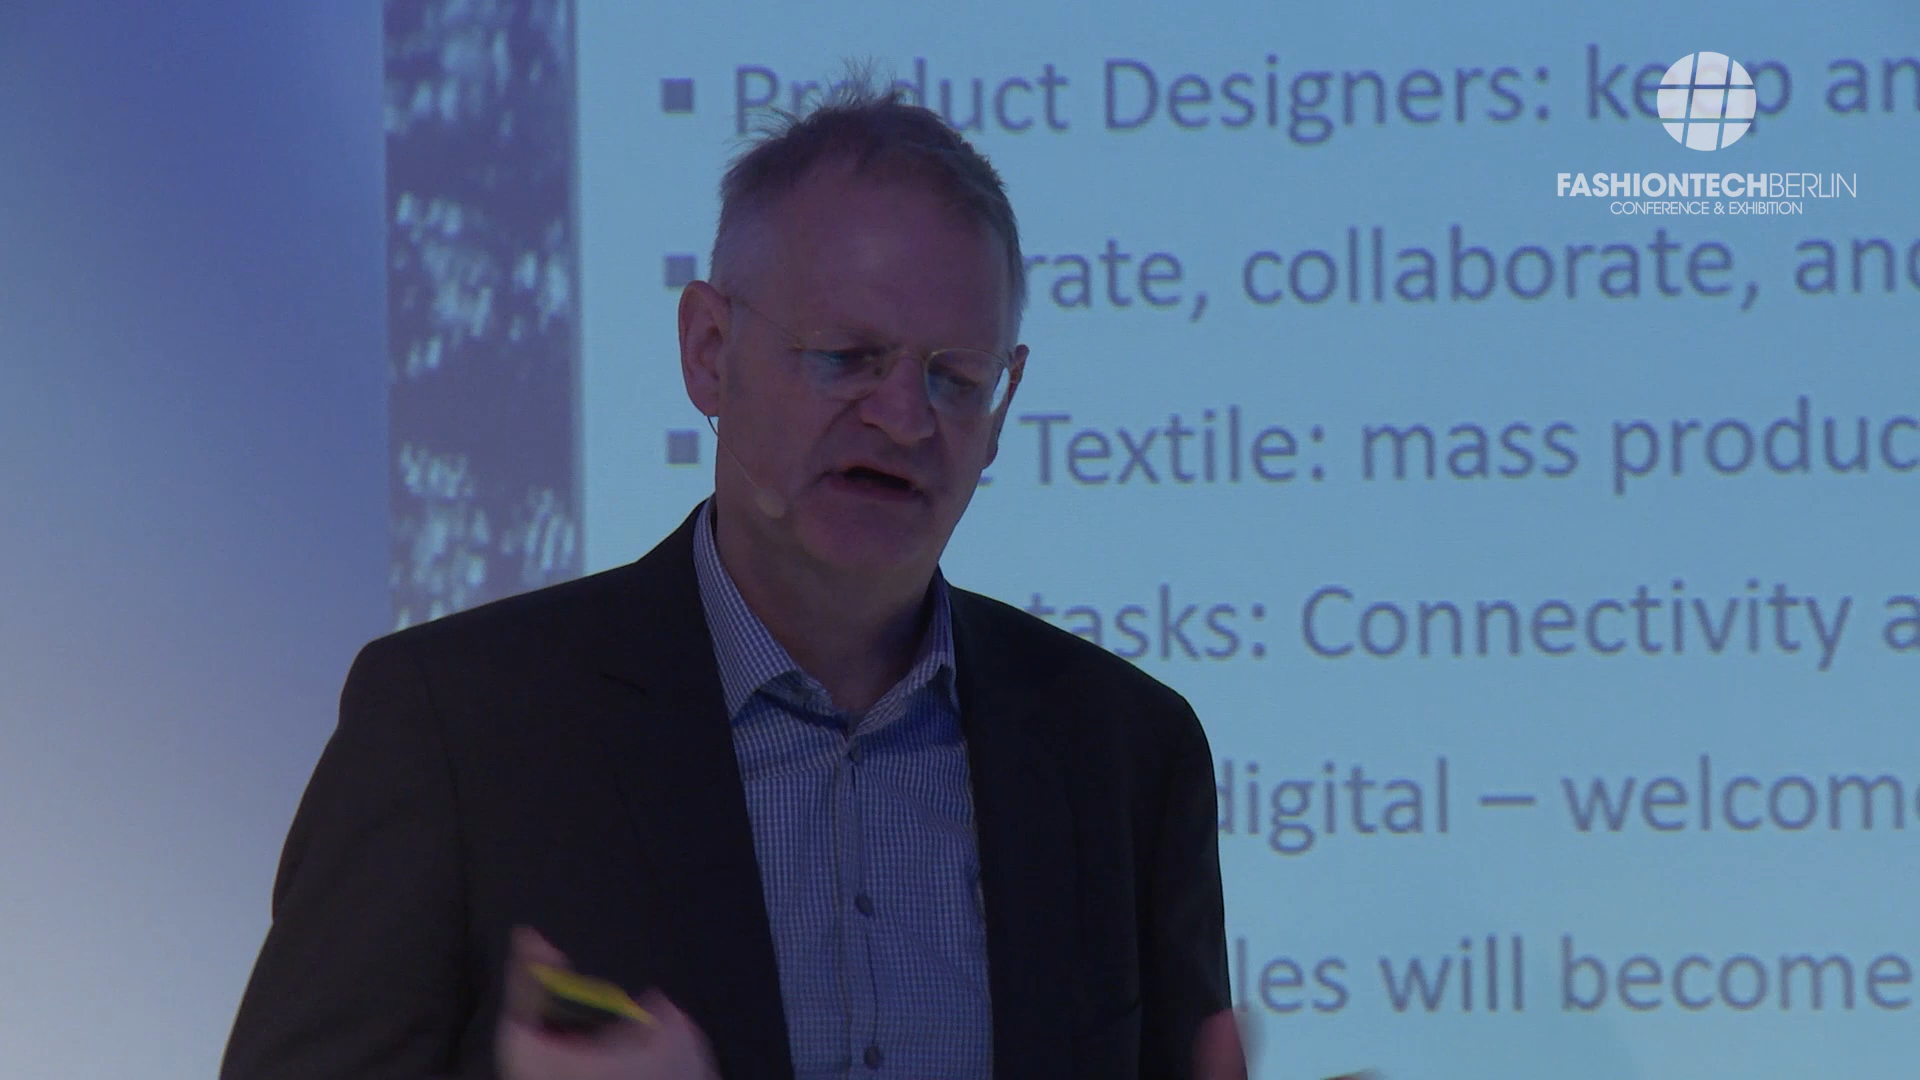 Product Designers: keep an
FASHIONTECHBERLIN
CONFERENCE & EXHIBITION
rate, collaborate, and
Textile: mass produc
tasks: Connectivity a
digital – welcome
les will become